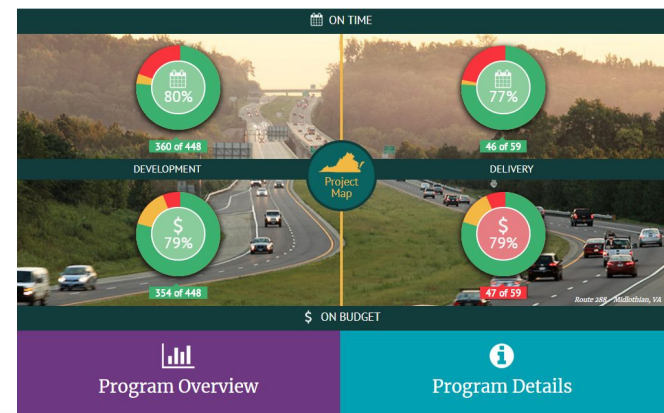 ON TIME
80%
77%
360 of 448
46 of 59
DEVELOPMENT
DELIVERY
Project
Map
$
79%
$
79%
354 of 448
47 of 59
Route 288 - Midlothian, VA
$ ON BUDGET
Program Overview
Program Details